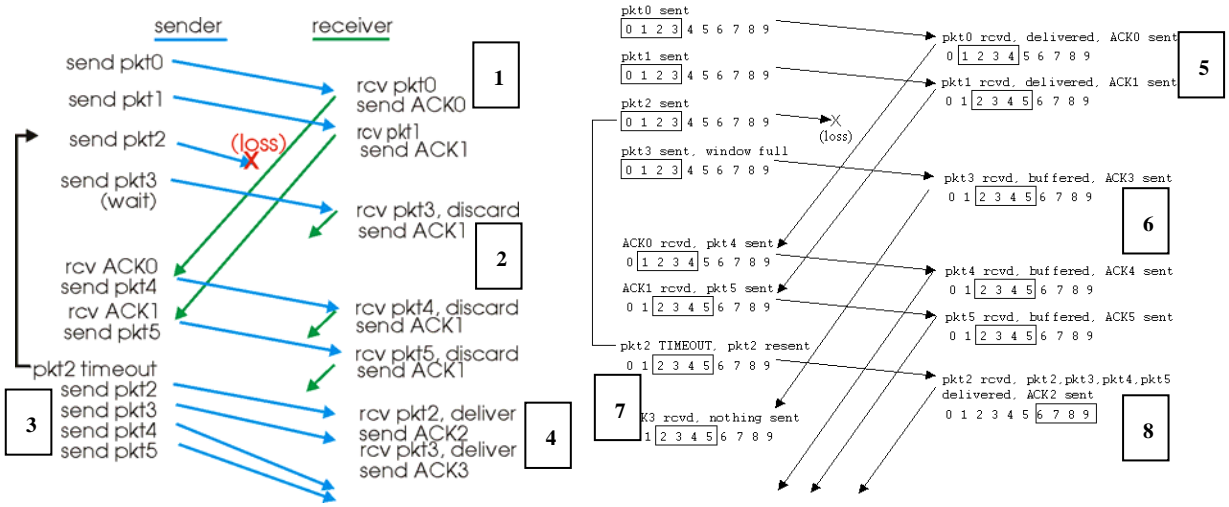 sender receiver
send pkt0
1
rcv pkt0
send ACK0
send pkt1
rcv pkt1
send ACK1
send pkt2
(loss)
X
send pkt3
(wait)
rcv pkt3, discard
send ACK1
2
rcv ACK0
send pkt4
rcv ACK1
send pkt5
rcv pkt4, discard
send ACK1
rcv pkt5, discard
send ACK1
pkt2 timeout
send pkt2
send pkt3
send pkt4
send pkt5
3
rcv pkt2, deliver
send ACK2
rcv pkt3, deliver
send ACK3
4
pkt0 sent
0 1 2 3 4 5 6 7 8 9
pkt0 rcvd, delivered, ACK0 sent
0 1 2 3 4 5 6 7 8 9
5
pkt1 sent
0 1 2 3 4 5 6 7 8 9
pkt1 rcvd, delivered, ACK1 sent
0 1 2 3 4 5 6 7 8 9
pkt2 sent
0 1 2 3 4 5 6 7 8 9
X
(loss)
pkt3 sent, window full
0 1 2 3 4 5 6 7 8 9
pkt3 rcvd, buffered, ACK3 sent
0 1 2 3 4 5 6 7 8 9
6
ACK0 rcvd, pkt4 sent
0 1 2 3 4 5 6 7 8 9
pkt4 rcvd, buffered, ACK4 sent
0 1 2 3 4 5 6 7 8 9
ACK1 rcvd, pkt5 sent
0 1 2 3 4 5 6 7 8 9
pkt5 rcvd, buffered, ACK5 sent
0 1 2 3 4 5 6 7 8 9
pkt2 TIMEOUT, pkt2 resent
0 1 2 3 4 5 6 7 8 9
pkt2 rcvd, pkt2,pkt3,pkt4,pkt5
delivered, ACK2 sent
0 1 2 3 4 5 6 7 8 9
7
K3 rcvd, nothing sent
1 2 3 4 5 6 7 8 9
8